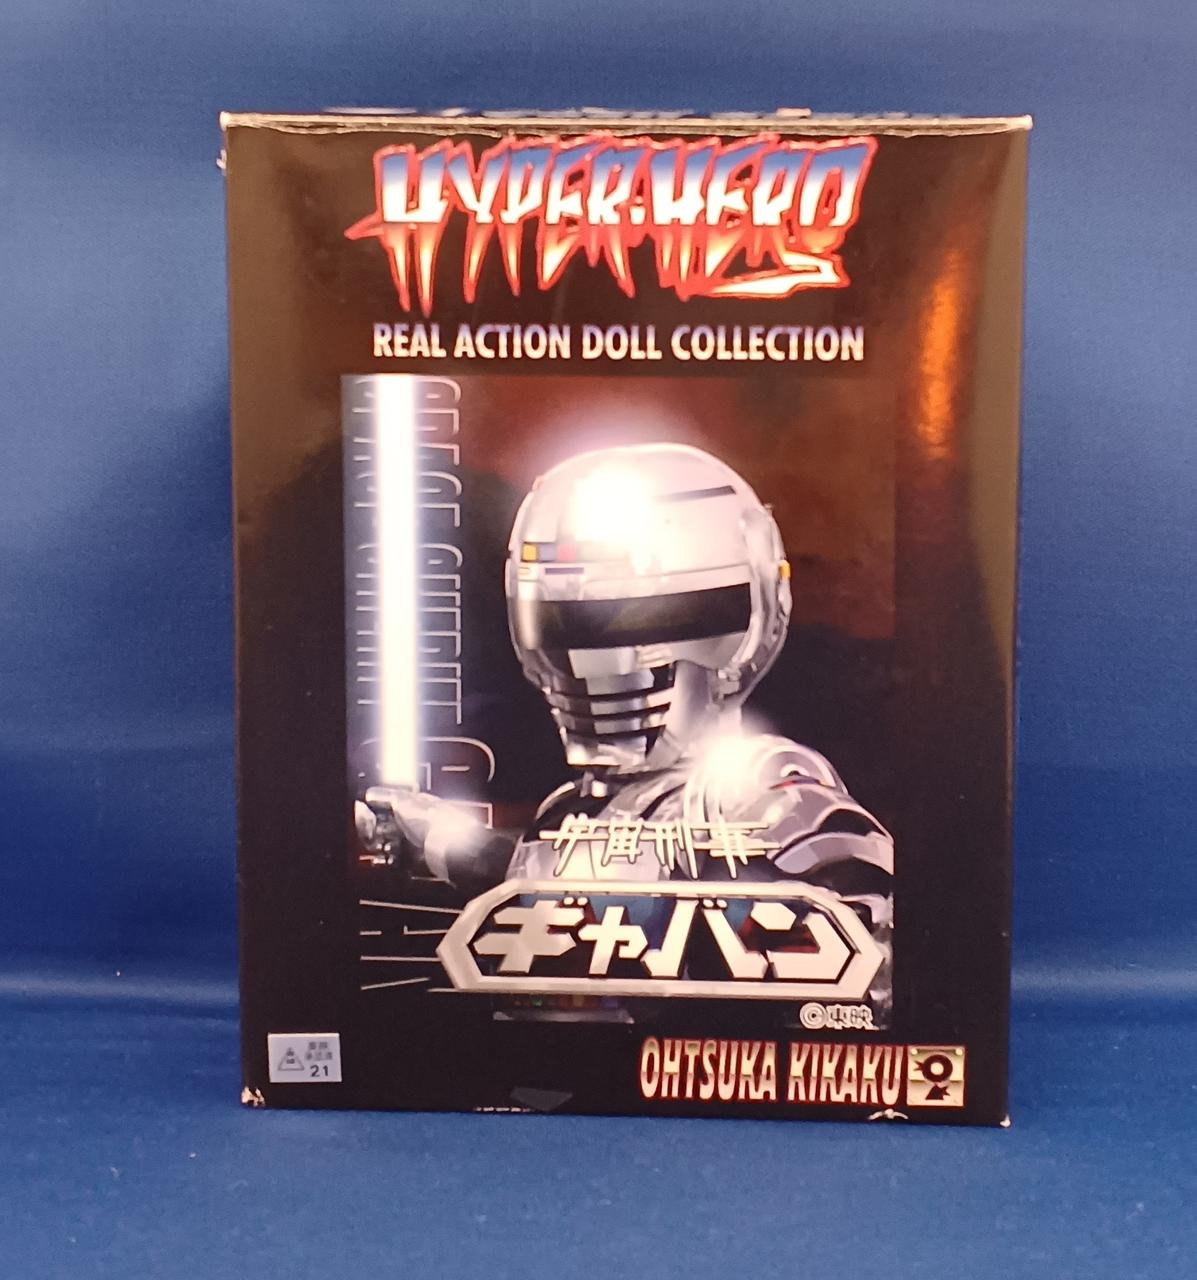 HYPER・HERO
REAL ACTION DOLL COLLECTION
宇宙刑事
ギャバン
©東映
21
OHTSUKA KIKAKU